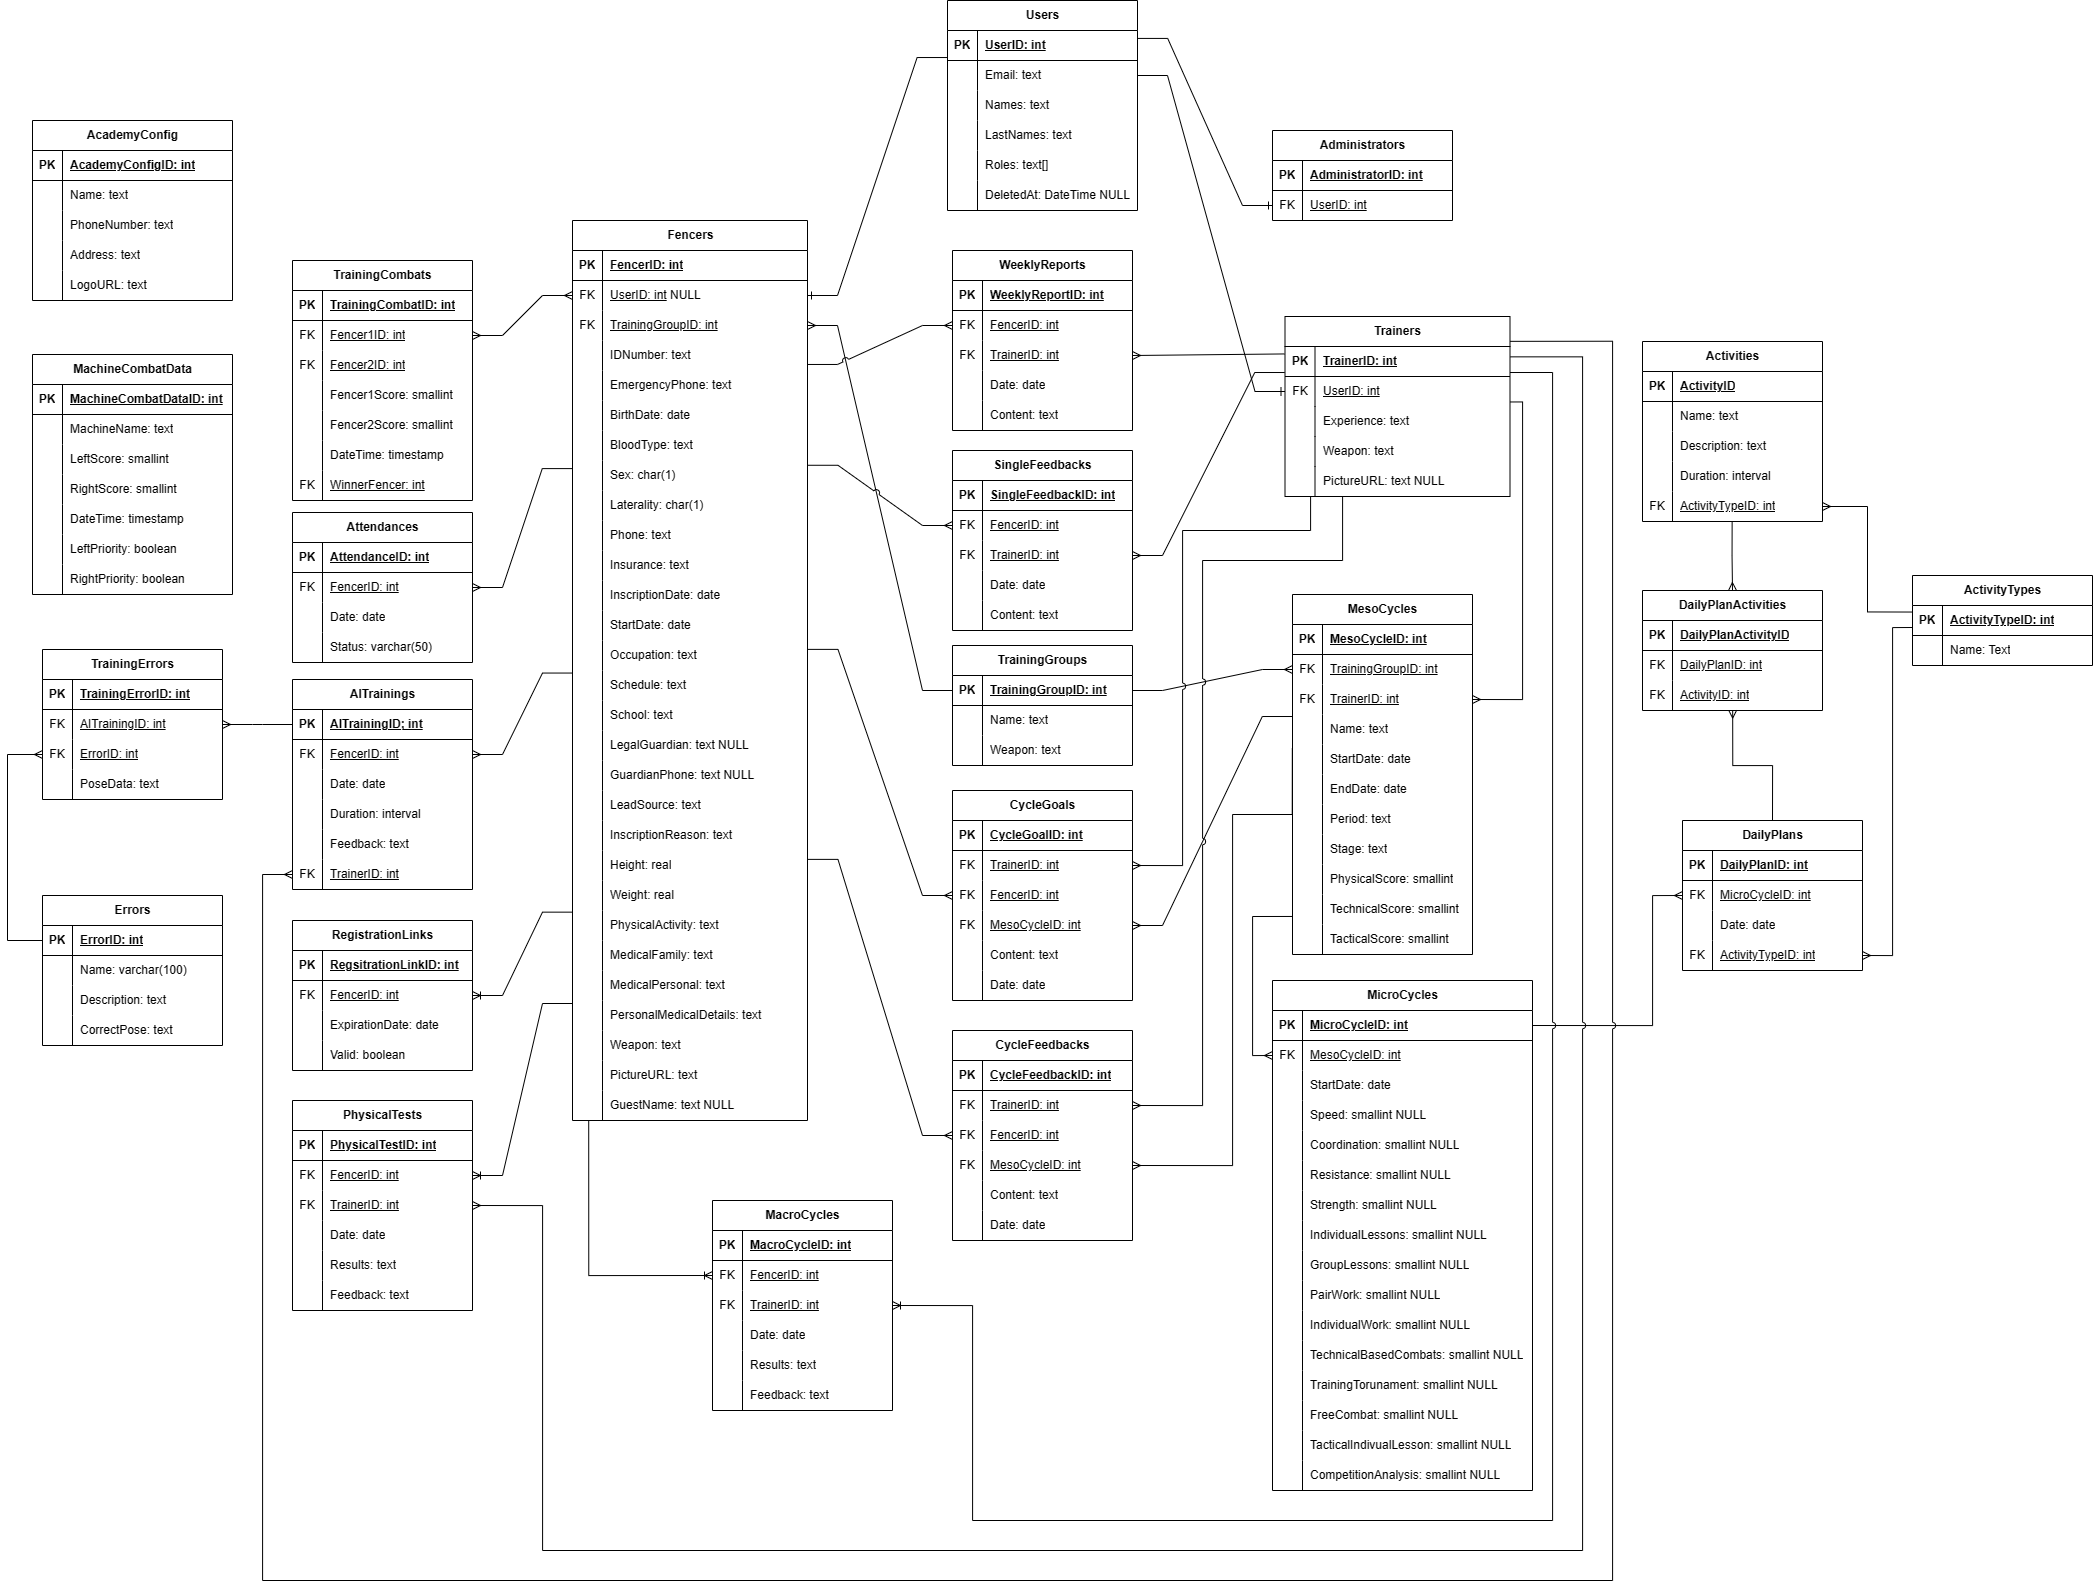 Users
PK UserID: int
Email: text
Names: text
LastNames: text
Roles: text[]
DeletedAt: DateTime NULL
AcademyConfig
PK AcademyConfigID: int
Name: text
PhoneNumber: text
Address: text
LogoURL: text
Administrators
PK AdministratorID: int
FK UserID: int
Fencers
PK FencerID: int
FK UserID: int NULL
FK TrainingGroupID: int
IDNumber: text
EmergencyPhone: text
BirthDate: date
BloodType: text
Sex: char(1)
Laterality: char(1)
Phone: text
Insurance: text
InscriptionDate: date
StartDate: date
Occupation: text
Schedule: text
School: text
LegalGuardian: text NULL
GuardianPhone: text NULL
LeadSource: text
InscriptionReason: text
Height: real
Weight: real
PhysicalActivity: text
MedicalFamily: text
MedicalPersonal: text
PersonalMedicalDetails: text
Weapon: text
PictureURL: text
GuestName: text NULL
TrainingCombats
PK TrainingCombatID: int
FK Fencer1ID: int
FK Fencer2ID: int
Fencer1Score: smallint
Fencer2Score: smallint
DateTime: timestamp
FK WinnerFencer: int
WeeklyReports
PK WeeklyReportID: int
FK FencerID: int
FK TrainerID: int
Date: date
Content: text
Trainers
PK TrainerID: int
FK UserID: int
Experience: text
Weapon: text
PictureURL: text NULL
Activities
PK ActivityID
Name: text
Description: text
Duration: interval
FK ActivityTypeID: int
MachineCombatData
PK MachineCombatDataID: int
MachineName: text
LeftScore: smallint
RightScore: smallint
DateTime: timestamp
LeftPriority: boolean
RightPriority: boolean
SingleFeedbacks
PK SingleFeedbackID: int
FK FencerID: int
FK TrainerID: int
Date: date
Content: text
Attendances
PK AttendanceID: int
FK FencerID: int
Date: date
Status: varchar(50)
ActivityTypes
PK ActivityTypeID: int
Name: Text
DailyPlanActivities
PK DailyPlanActivityID
FK DailyPlanID: int
FK ActivityID: int
MesoCycles
PK MesoCycleID: int
FK TrainingGroupID: int
FK TrainerID: int
Name: text
StartDate: date
EndDate: date
Period: text
Stage: text
PhysicalScore: smallint
TechnicalScore: smallint
TacticalScore: smallint
TrainingErrors
PK TrainingErrorID: int
FK AITrainingID: int
FK ErrorID: int
PoseData: text
TrainingGroups
PK TrainingGroupID: int
Name: text
Weapon: text
AITrainings
PK AITrainingID; int
FK FencerID: int
Date: date
Duration: interval
Feedback: text
FK TrainerID: int
CycleGoals
PK CycleGoalID: int
FK TrainerID: int
FK FencerID: int
FK MesoCycleID: int
Content: text
Date: date
DailyPlans
PK DailyPlanID: int
FK MicroCycleID: int
Date: date
FK ActivityTypeID: int
Errors
PK ErrorID: int
Name: varchar(100)
Description: text
CorrectPose: text
RegistrationLinks
PK RegsitrationLinkID: int
FK FencerID: int
ExpirationDate: date
Valid: boolean
MicroCycles
PK MicroCycleID: int
FK MesoCycleID: int
StartDate: date
Speed: smallint NULL
Coordination: smallint NULL
Resistance: smallint NULL
Strength: smallint NULL
IndividualLessons: smallint NULL
GroupLessons: smallint NULL
PairWork: smallint NULL
IndividualWork: smallint NULL
TechnicalBasedCombats: smallint NULL
TrainingTorunament: smallint NULL
FreeCombat: smallint NULL
TacticalIndivualLesson: smallint NULL
CompetitionAnalysis: smallint NULL
CycleFeedbacks
PK CycleFeedbackID: int
FK TrainerID: int
FK FencerID: int
FK MesoCycleID: int
Content: text
Date: date
PhysicalTests
PK PhysicalTestID: int
FK FencerID: int
FK TrainerID: int
Date: date
Results: text
Feedback: text
MacroCycles
PK MacroCycleID: int
FK FencerID: int
FK TrainerID: int
Date: date
Results: text
Feedback: text